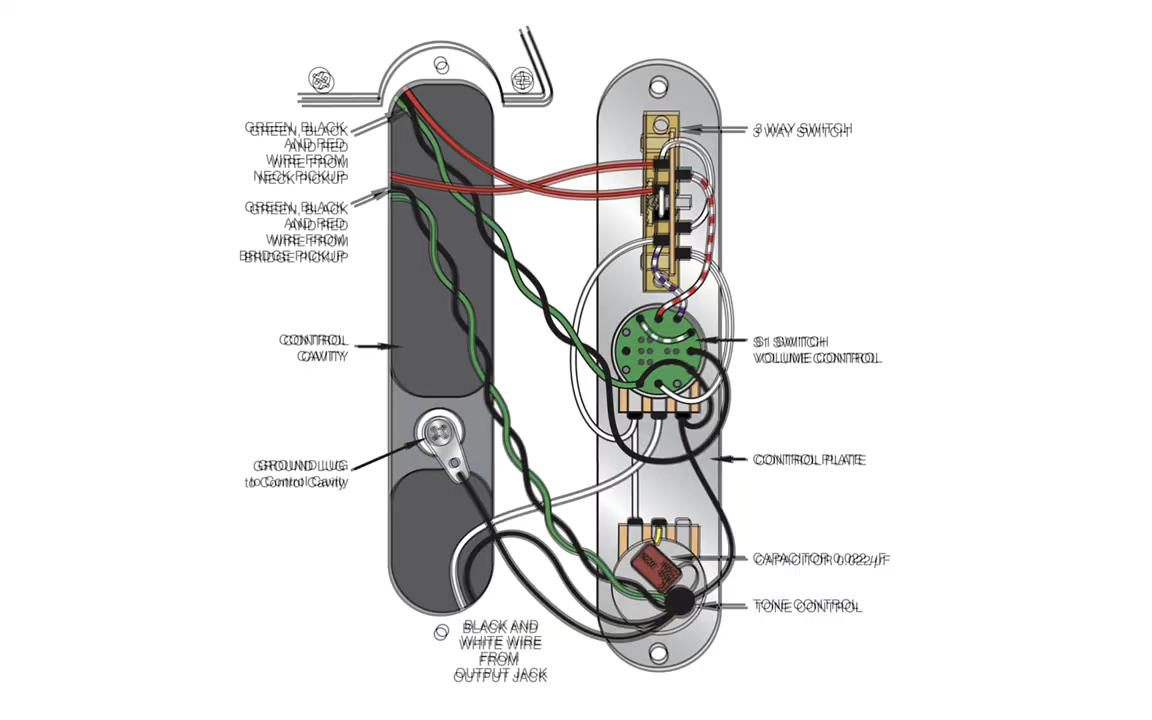 GREEN, BLACK
AND RED
WIRE FROM
NECK PICKUP
GREEN, BLACK
AND RED
WIRE FROM
BRIDGE PICKUP
CONTROL
CAVITY
GROUND LUG
to Control Cavity
BLACK AND
WHITE WIRE
FROM
OUTPUT JACK
3 WAY SWITCH
S1 SWITCH
VOLUME CONTROL
CONTROL PLATE
CAPACITOR 0.022µF
TONE CONTROL